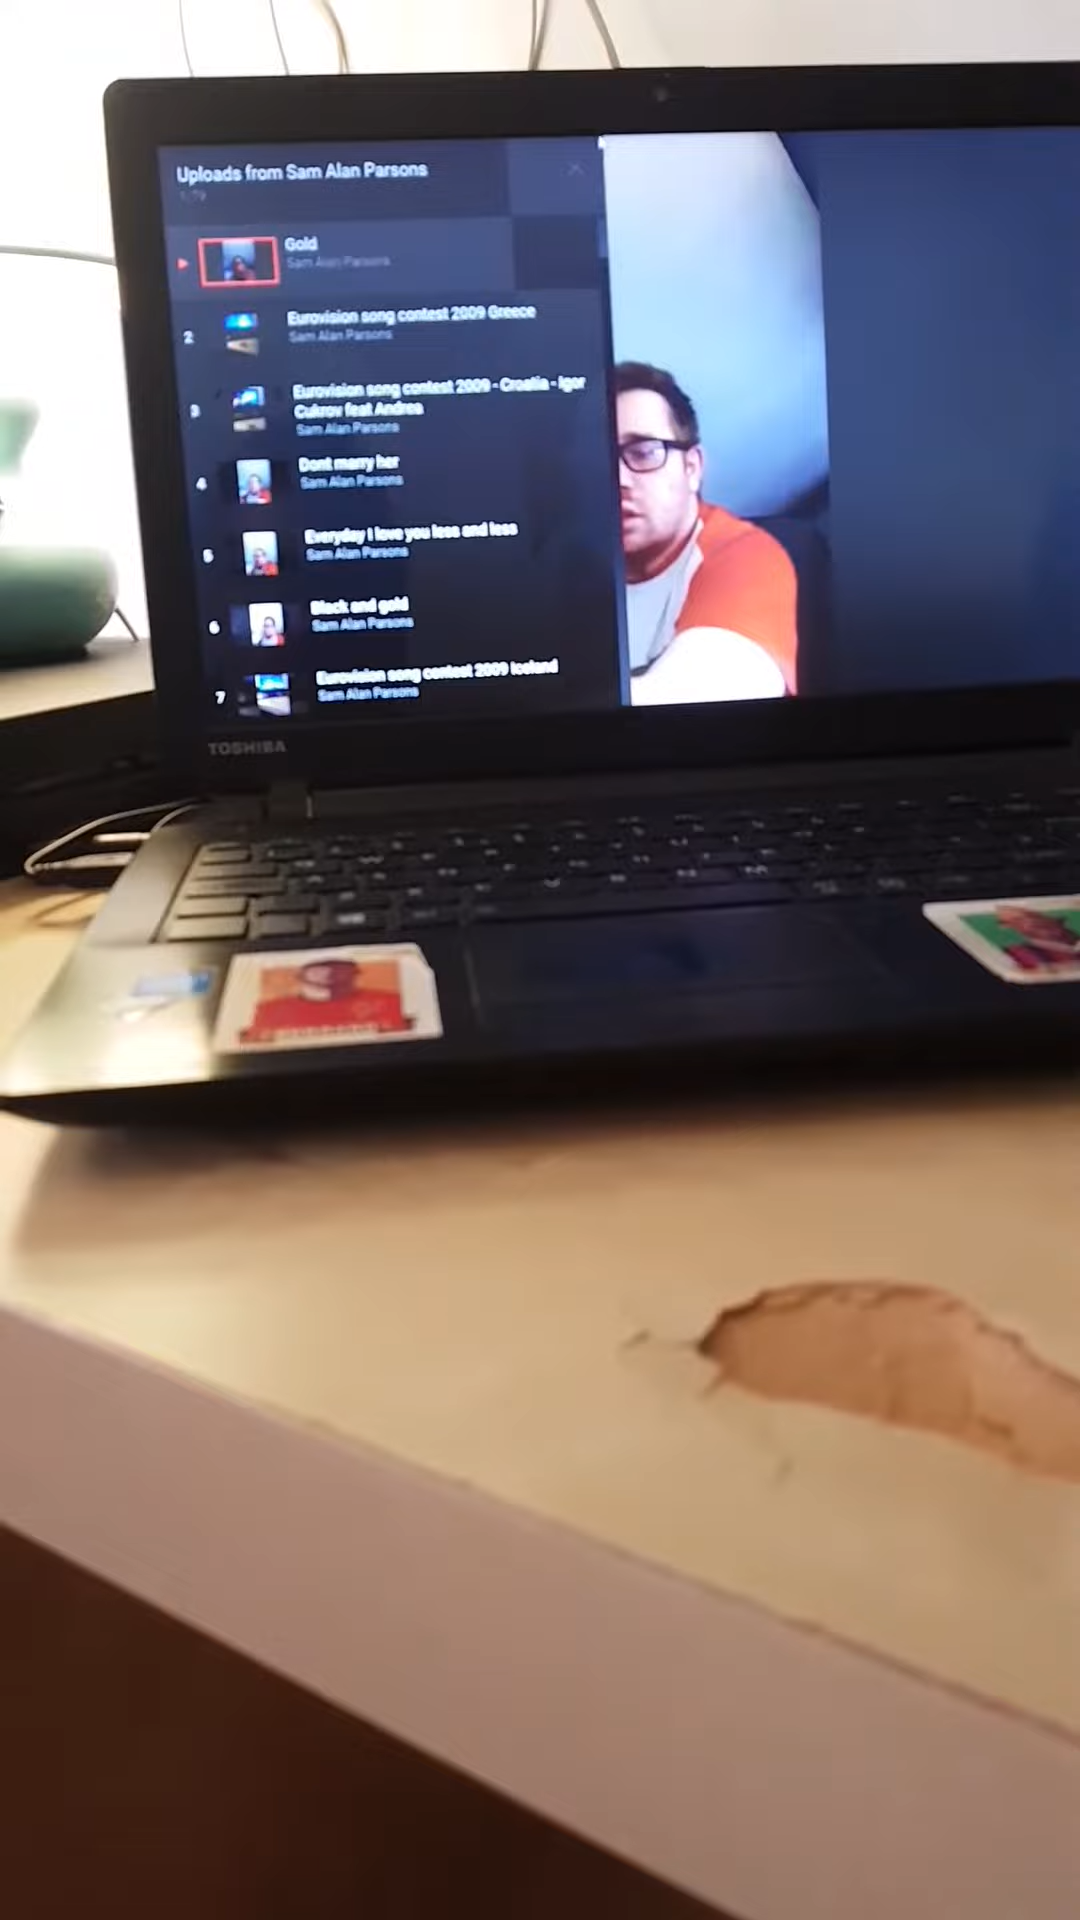 Uploads from Sam Alan Parsons
Gold
Sam Alan Parsons
2
Eurovision song contest 2009 Greece
Sam Alan Parsons
3
Eurovision song contest 2009 - Croatia - Igor
Cukrov feat Andrea
Sam Alan Parsons
4
Dont marry her
Sam Alan Parsons
5
Everyday I love you less and less
Sam Alan Parsons
6
Black and gold
Sam Alan Parsons
7
Eurovision song contest 2009 Iceland
Sam Alan Parsons
TOSHIBA